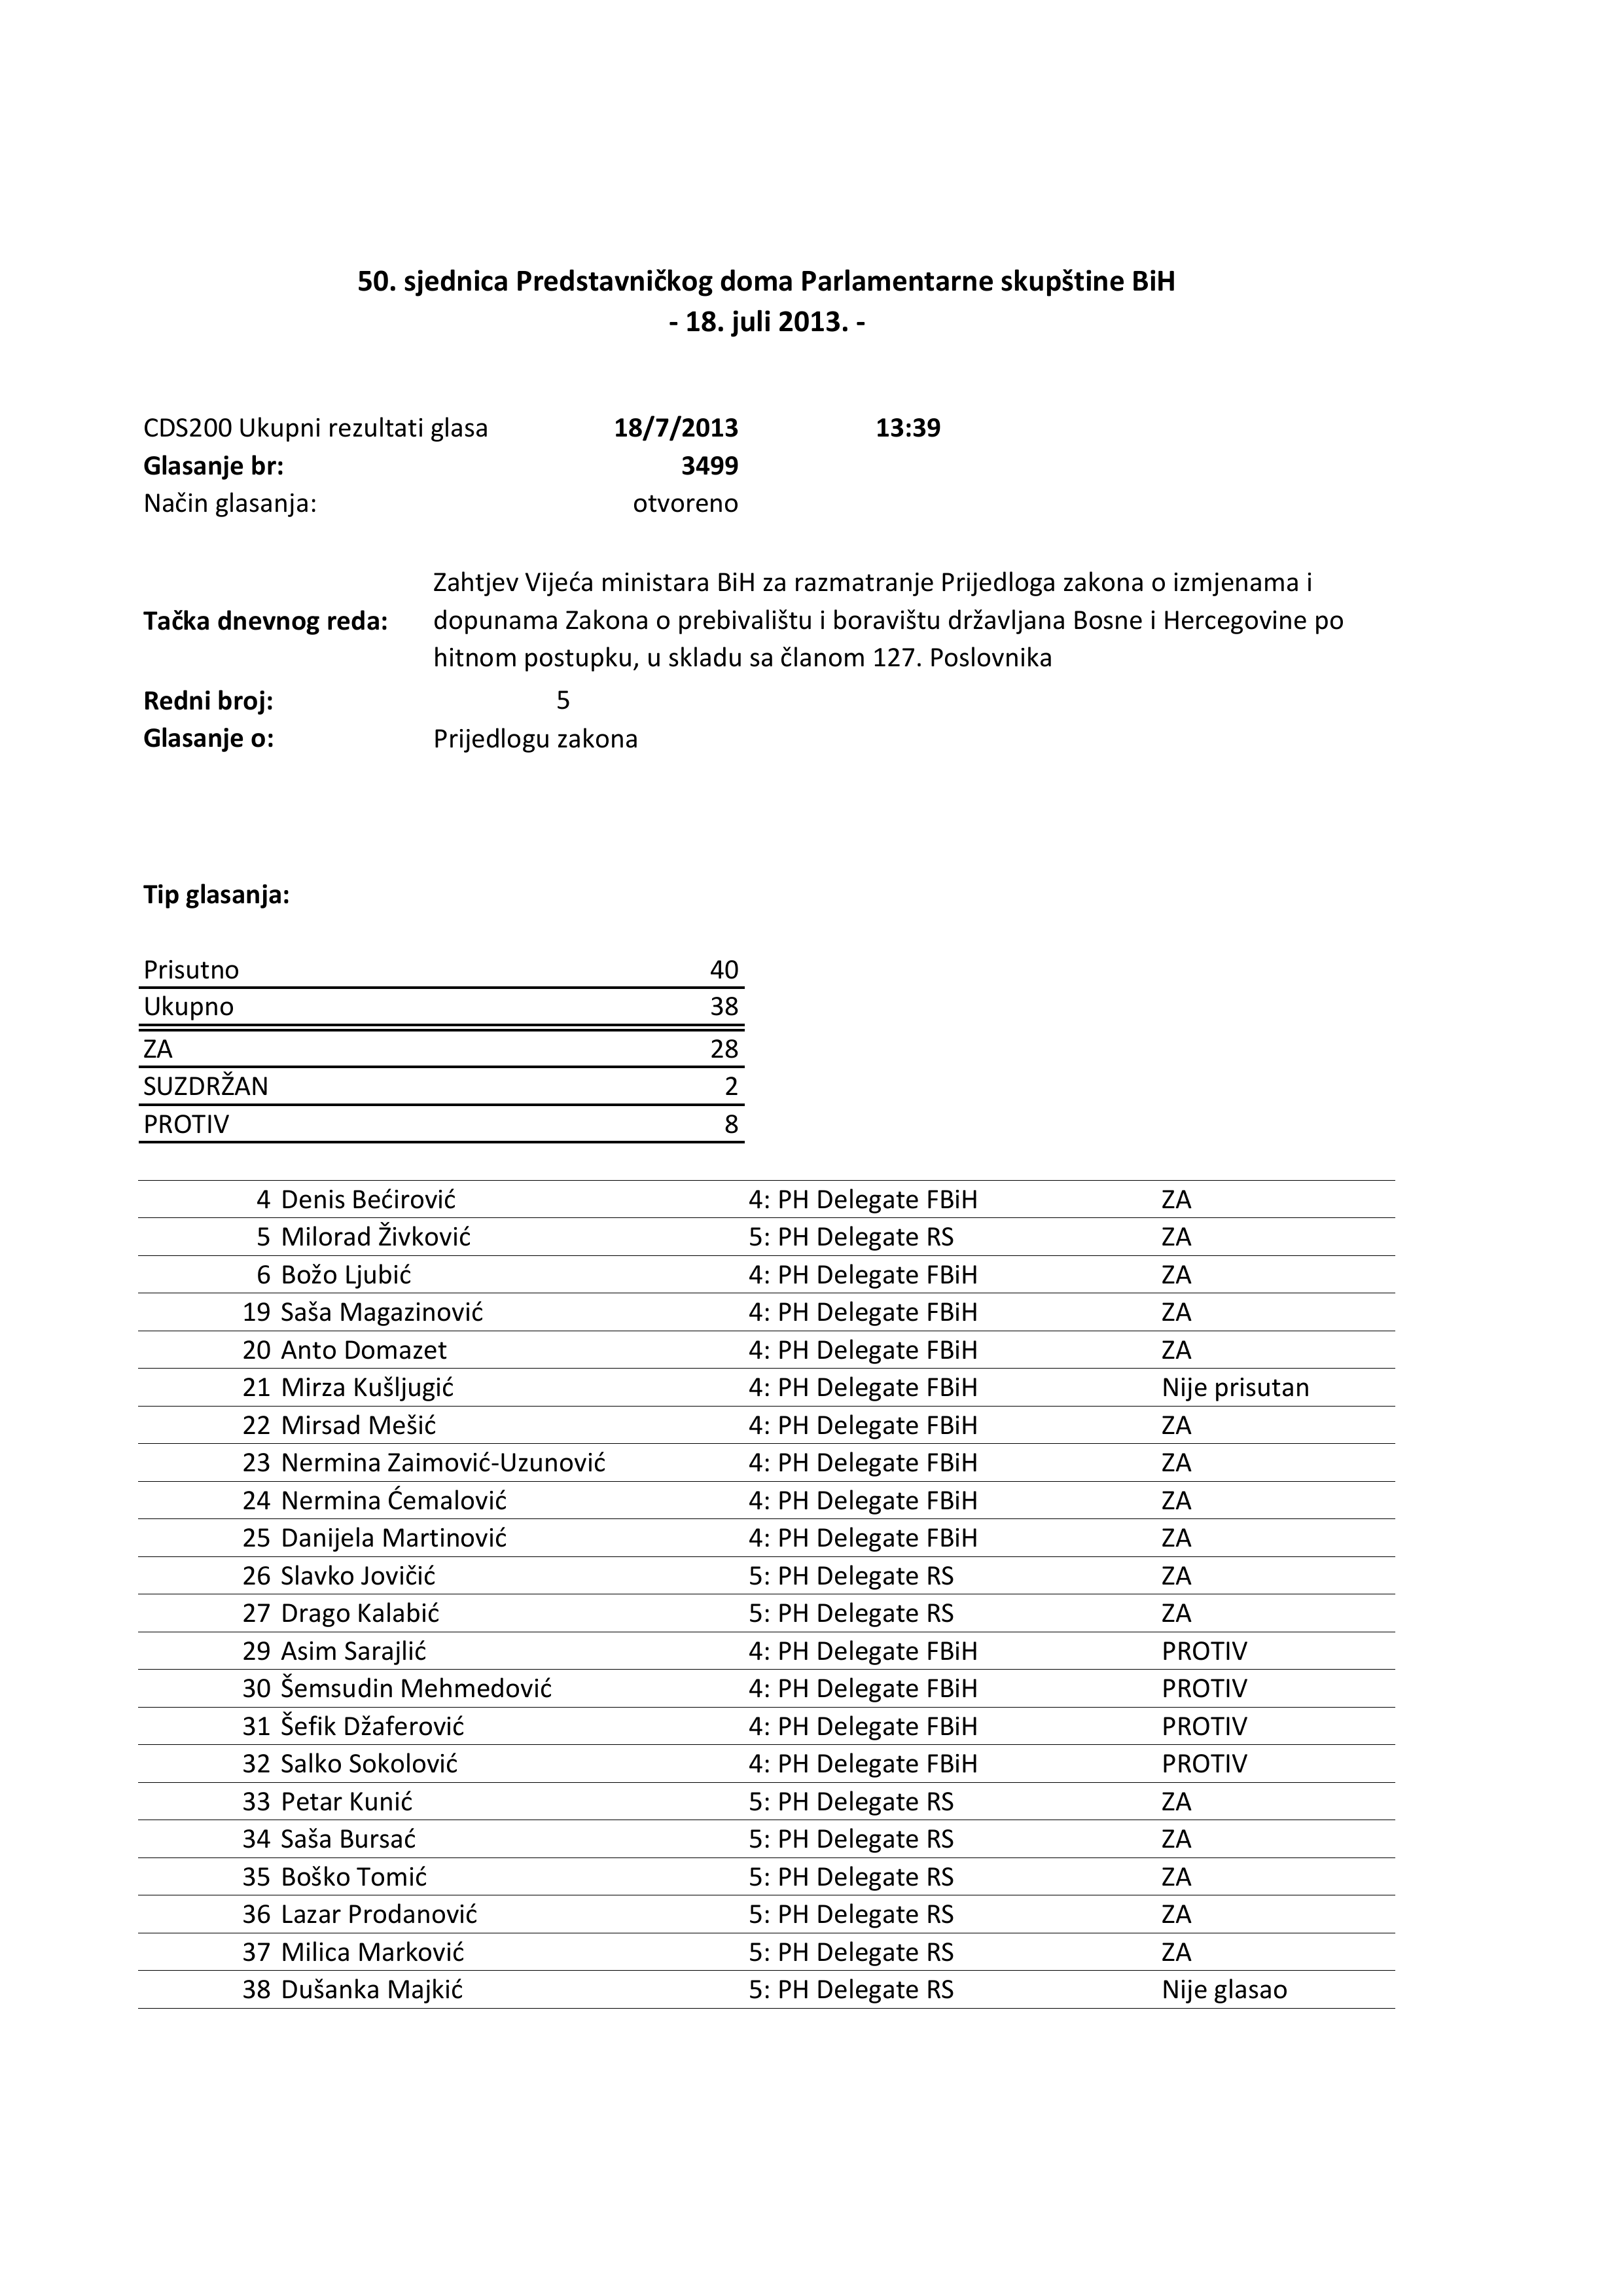 50. sjednica Predstavničkog doma Parlamentarne skupštine BiH
- 18. juli 2013. -
CDS200 Ukupni rezultati glasa 18/7/2013 13:39
Glasanje br: 3499
Način glasanja: otvoreno
Zahtjev Vijeća ministara BiH za razmatranje Prijedloga zakona o izmjenama i
Tačka dnevnog reda: dopunama Zakona o prebivalištu i boravištu državljana Bosne i Hercegovine po
hitnom postupku, u skladu sa članom 127. Poslovnika
Redni broj: 5
Glasanje o: Prijedlogu zakona
Tip glasanja:
Prisutno 40
Ukupno 38
ZA 28
SUZDRŽAN 2
PROTIV 8
4 Denis Bećirović 4: PH Delegate FBiH ZA
5 Milorad Živković 5: PH Delegate RS ZA
6 Božo Ljubić 4: PH Delegate FBiH ZA
19 Saša Magazinović 4: PH Delegate FBiH ZA
20 Anto Domazet 4: PH Delegate FBiH ZA
21 Mirza Kušljugić 4: PH Delegate FBiH Nije prisutan
22 Mirsad Mešić 4: PH Delegate FBiH ZA
23 Nermina Zaimović-Uzunović 4: PH Delegate FBiH ZA
24 Nermina Ćemalović 4: PH Delegate FBiH ZA
25 Danijela Martinović 4: PH Delegate FBiH ZA
26 Slavko Jovičić 5: PH Delegate RS ZA
27 Drago Kalabić 5: PH Delegate RS ZA
29 Asim Sarajlić 4: PH Delegate FBiH PROTIV
30 Šemsudin Mehmedović 4: PH Delegate FBiH PROTIV
31 Šefik Džaferović 4: PH Delegate FBiH PROTIV
32 Salko Sokolović 4: PH Delegate FBiH PROTIV
33 Petar Kunić 5: PH Delegate RS ZA
34 Saša Bursać 5: PH Delegate RS ZA
35 Boško Tomić 5: PH Delegate RS ZA
36 Lazar Prodanović 5: PH Delegate RS ZA
37 Milica Marković 5: PH Delegate RS ZA
38 Dušanka Majkić 5: PH Delegate RS Nije glasao